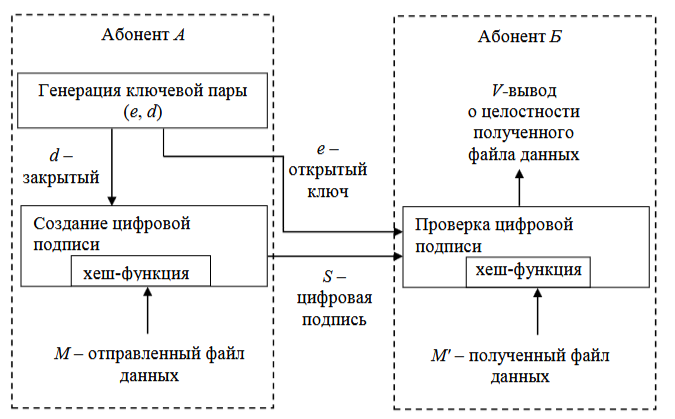 Абонент А
Генерация ключевой пары
(e, d)
d –
закрытый
Создание цифровой
подписи
хеш-функция
M – отправленный файл
данных
e –
открытый
ключ
S –
цифровая
подпись
Абонент Б
V-вывод
о целостности
полученного
файла данных
Проверка цифровой
подписи
хеш-функция
M' – полученный файл
данных